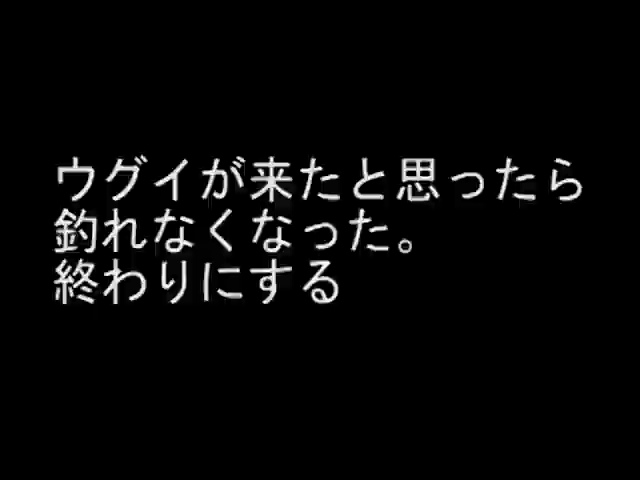 ウグイが来たと思ったら
釣れなくなった。
終わりにする